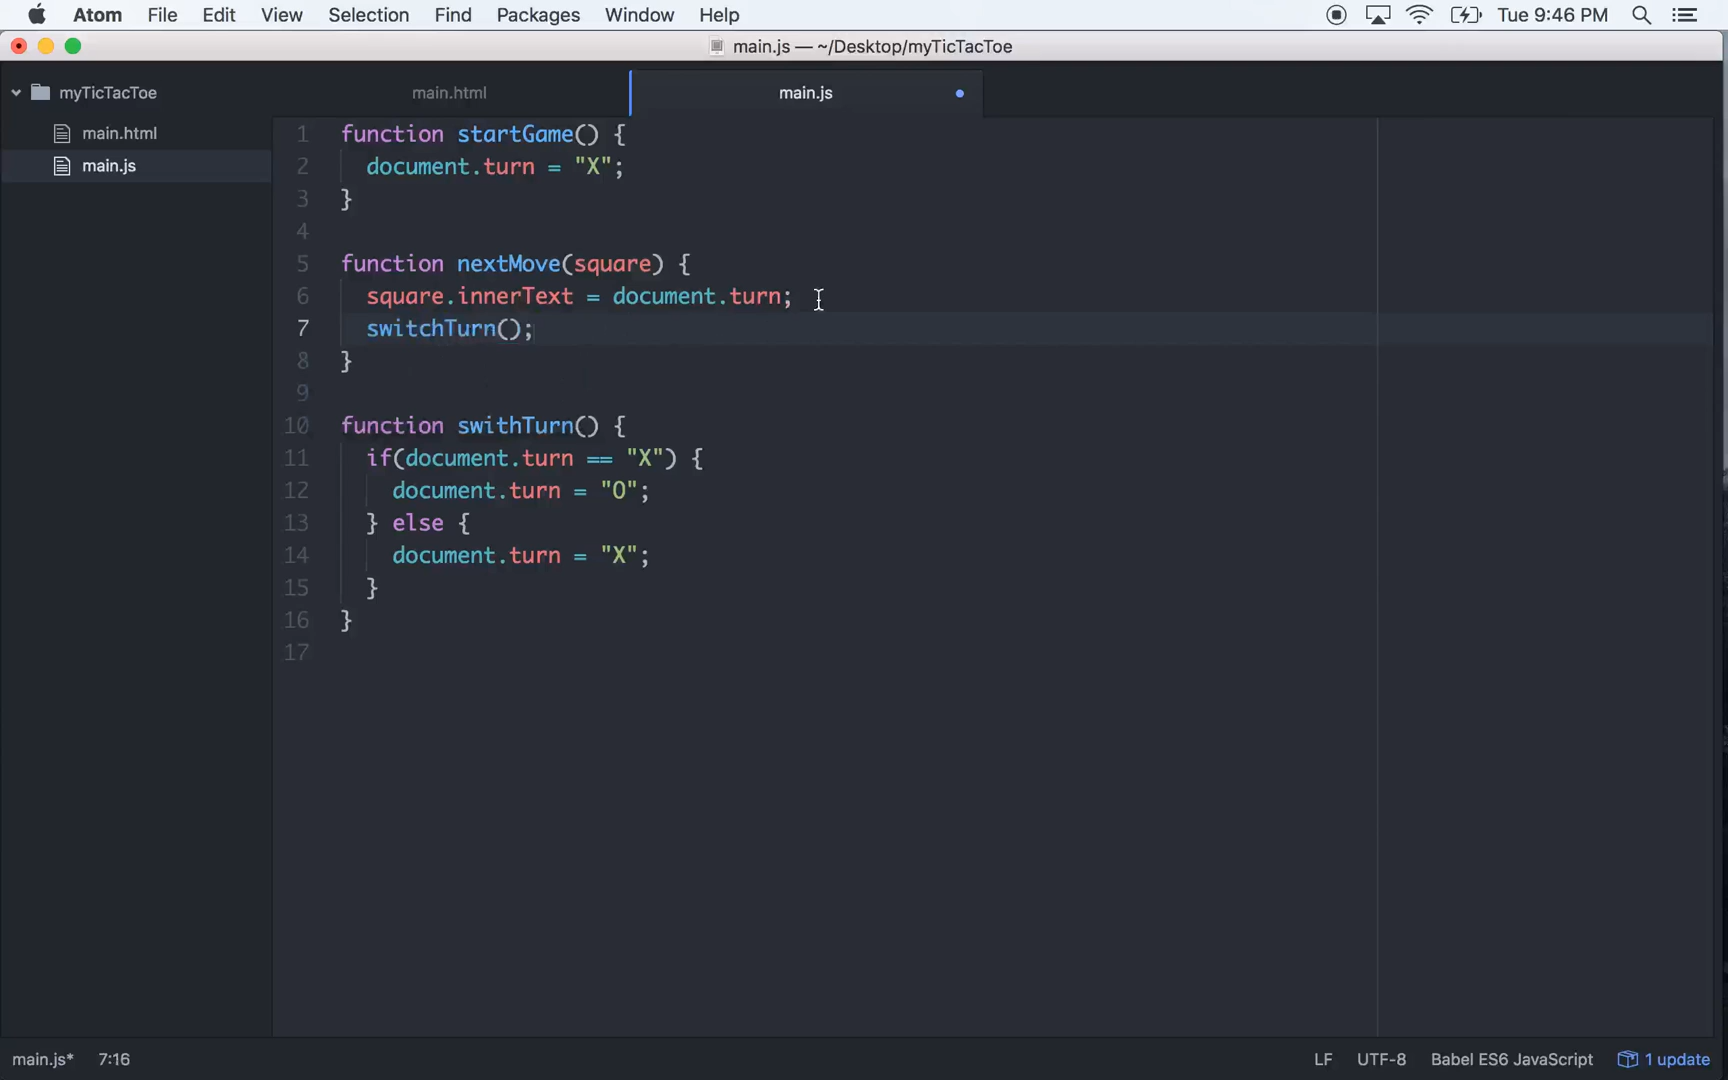 Atom File Edit View Selection Find Packages Window Help Tue 9:46 PM
main.js — ~/Desktop/myTicTacToe
myTicTacToe main.html main.js
main.html
main.js
1 function startGame() {
2 document.turn = "X";
3 }
4
5 function nextMove(square) {
6 square.innerText = document.turn;
7 switchTurn();
8 }
9
10 function swithTurn() {
11 if(document.turn == "X") {
12 document.turn = "O";
13 } else {
14 document.turn = "X";
15 }
16 }
17
main.js* 7:16 LF UTF-8 Babel ES6 JavaScript 1 update